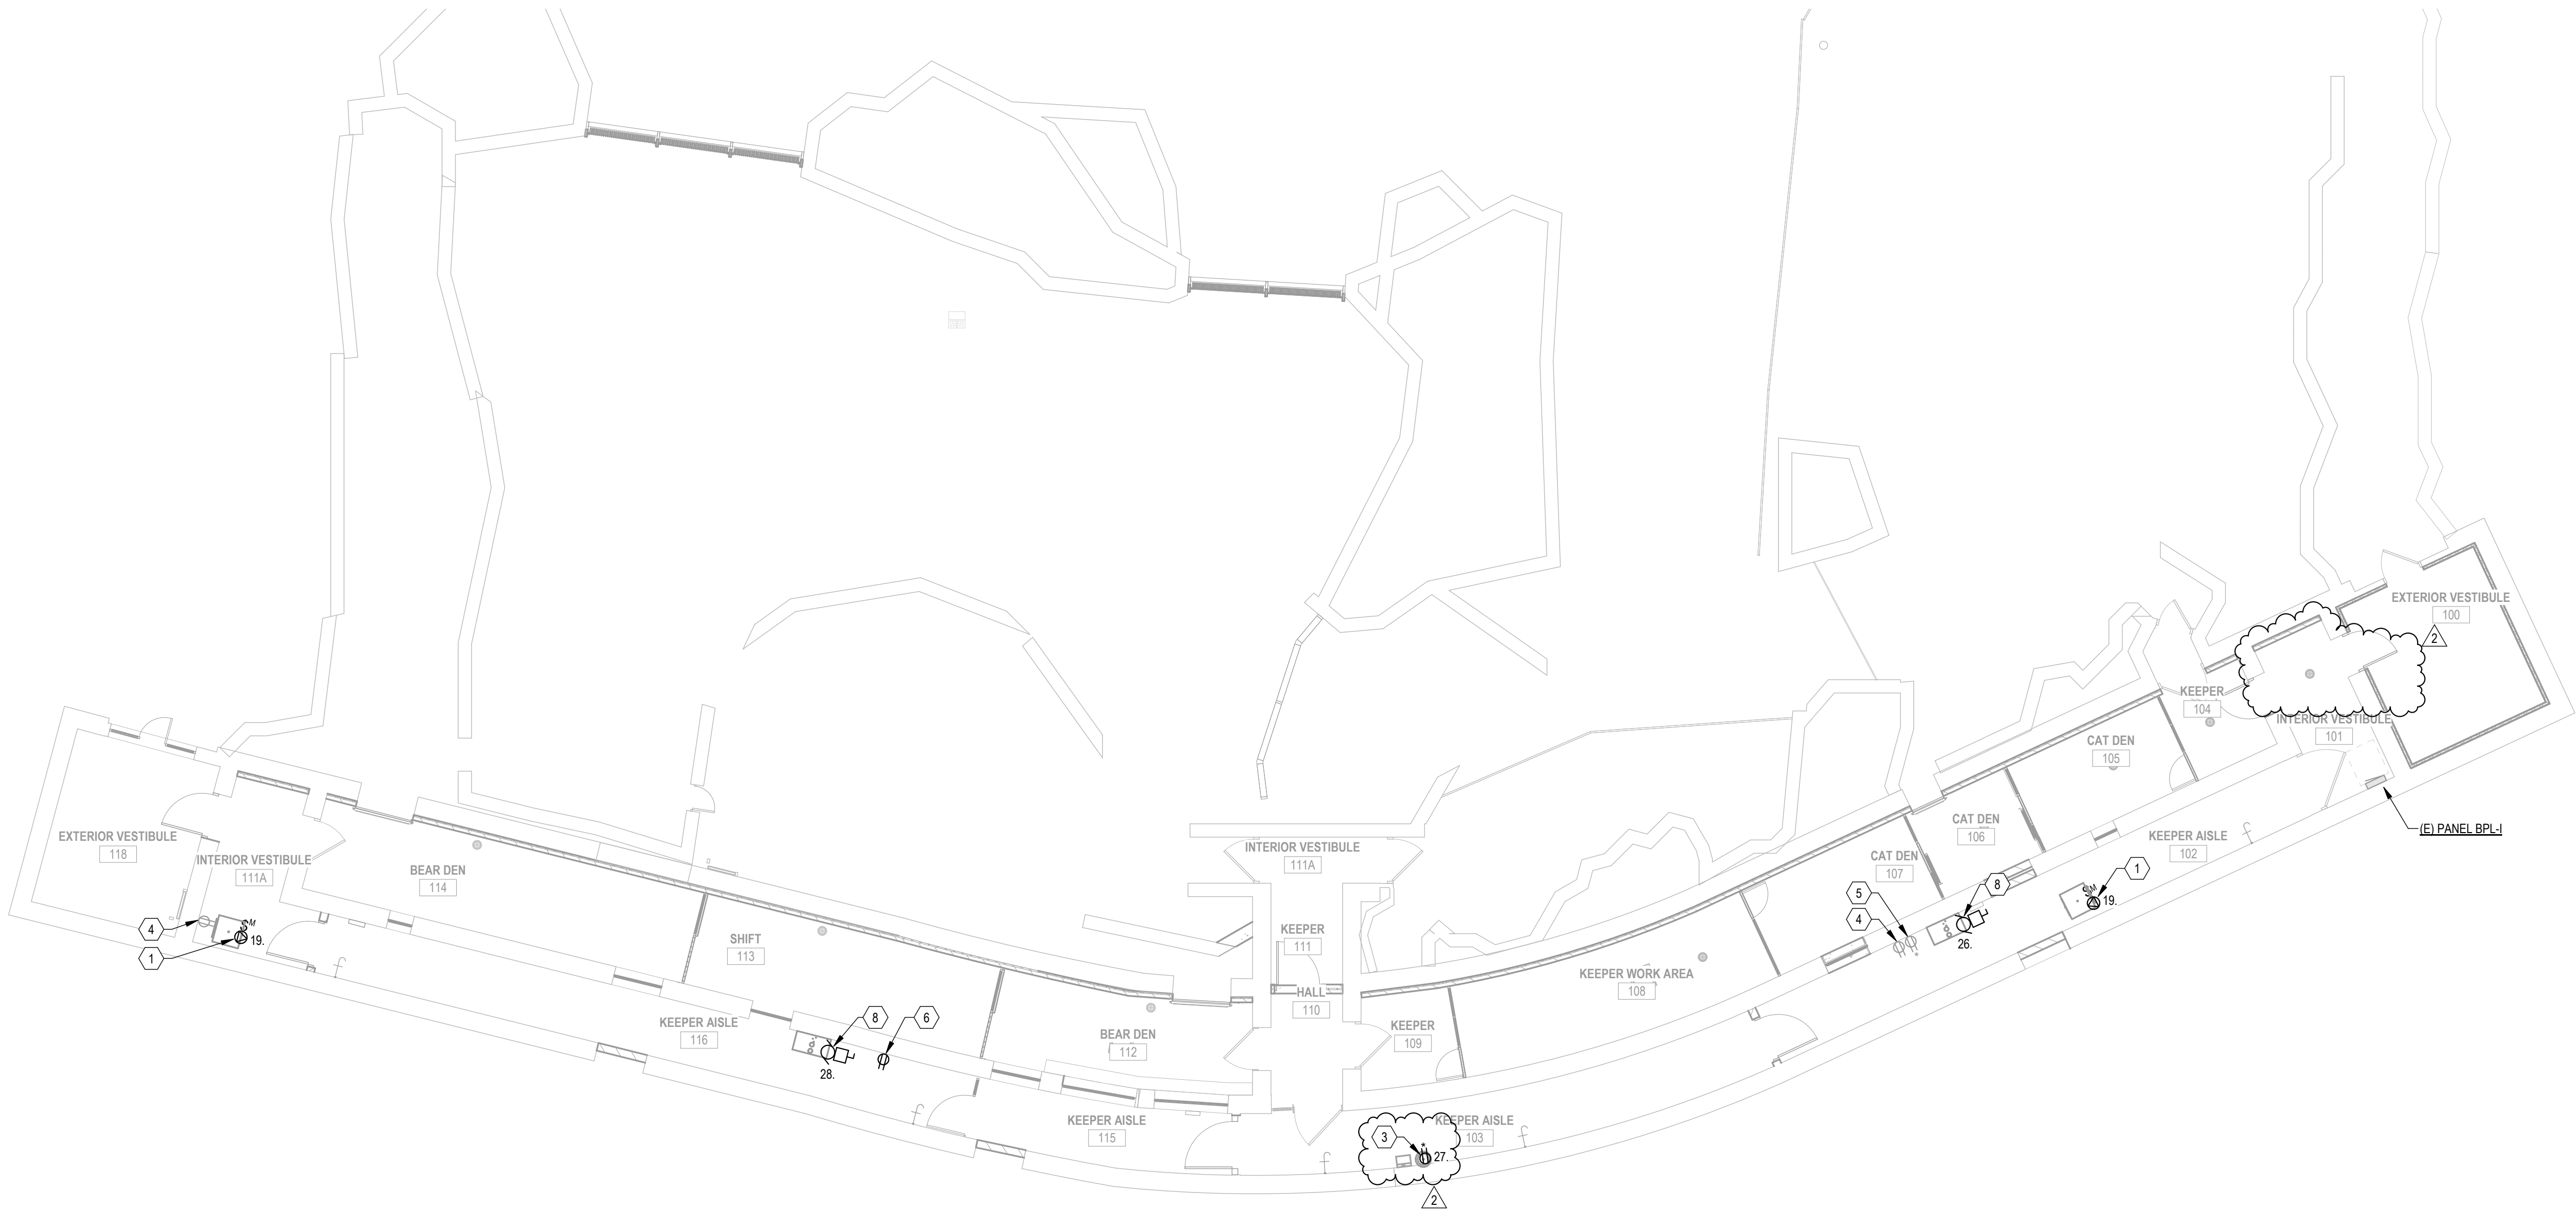 EXTERIOR VESTIBULE
100
2
KEEPER
104
INTERIOR VESTIBULE
101
CAT DEN
105
(E) PANEL BPL-I
CAT DEN
106
KEEPER AISLE
102
EXTERIOR VESTIBULE
118
INTERIOR VESTIBULE
111A
INTERIOR VESTIBULE
111A
CAT DEN
107
BEAR DEN
114
1
8
5
4
SM
19.
26.
4
1
SM
19.
SHIFT
113
KEEPER
111
KEEPER WORK AREA
108
HALL
110
KEEPER AISLE
116
8
6
28.
BEAR DEN
112
KEEPER
109
KEEPER AISLE
115
KEEPER AISLE
103
3
27.
2